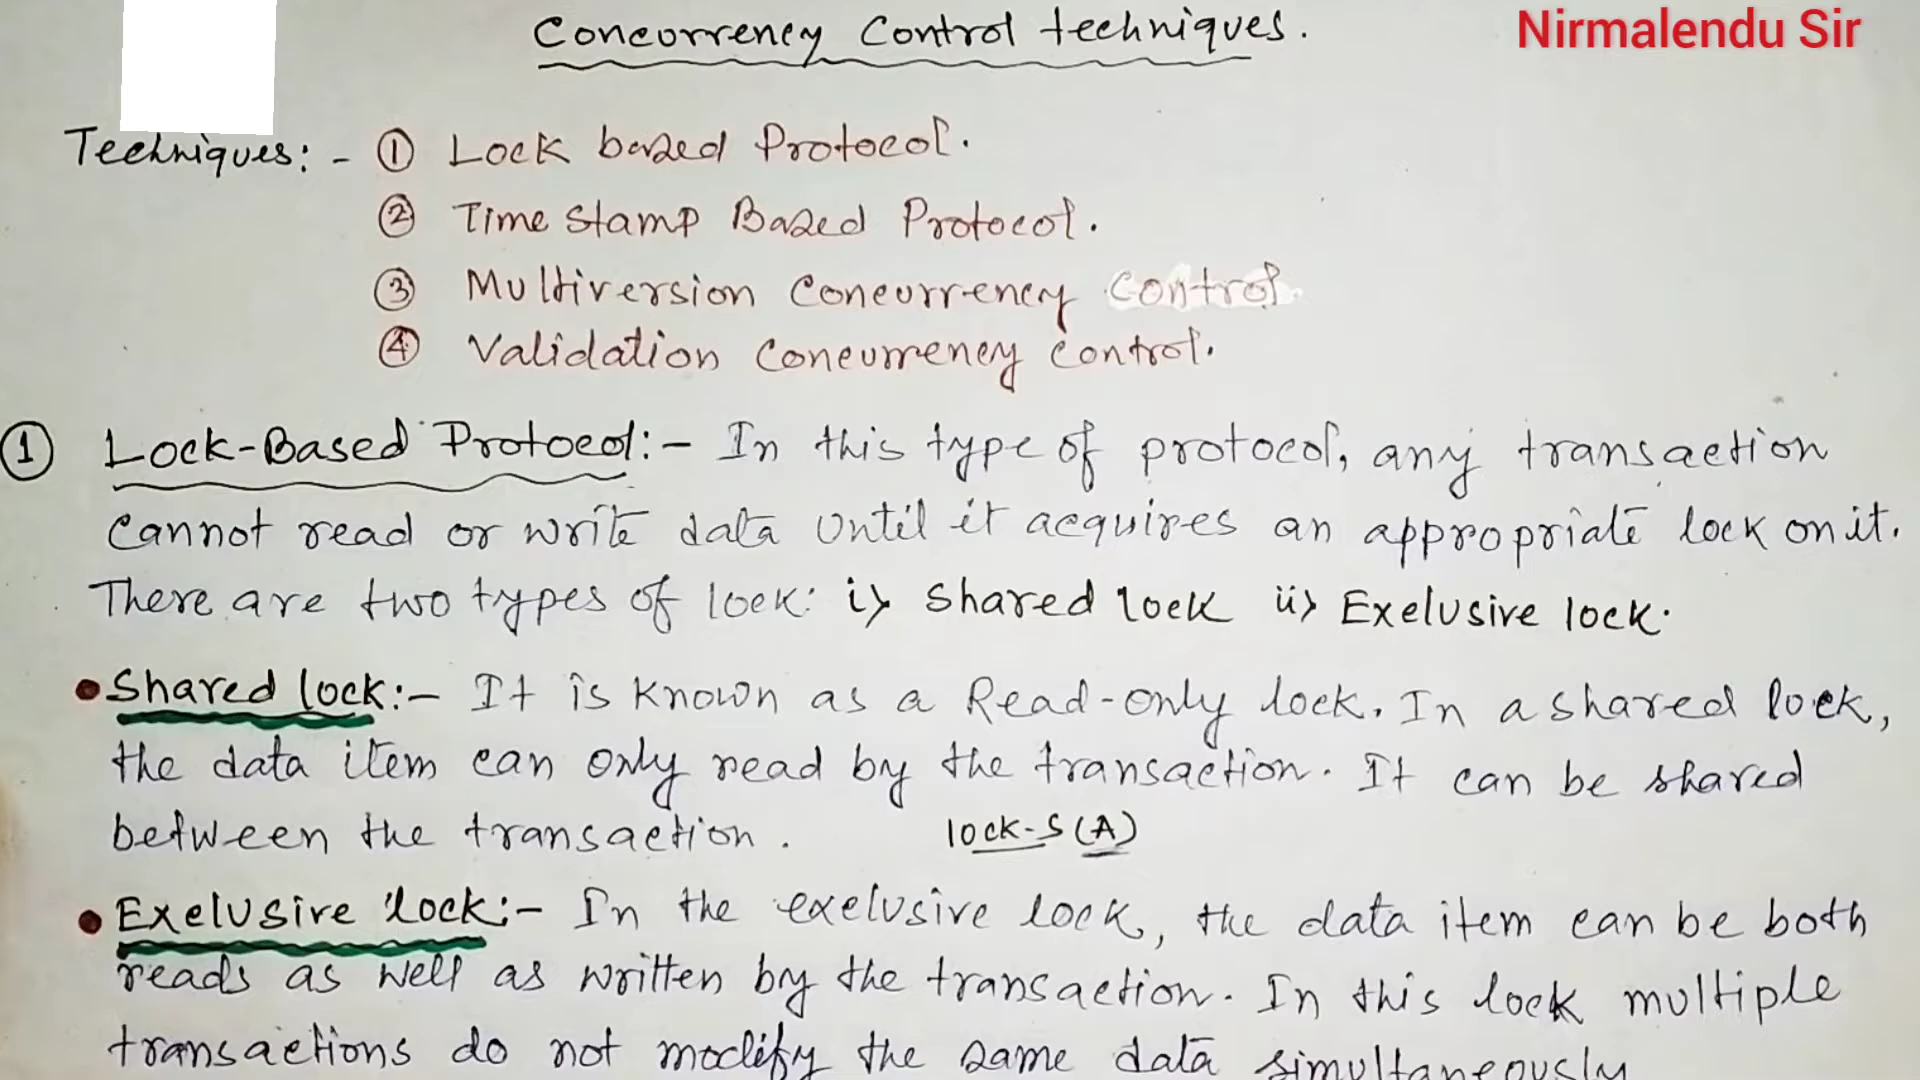 Concurrency Control techniques.
Nirmalendu Sir
Techniques:- ① Lock based Protocol.
② Time Stamp Based Protocol.
③ Multiversion Concurrency Control.
④ Validation Concurrency Control.
① Lock-Based Protocol:- In this type of protocol, any transaction
cannot read or write data until it acquires an appropriate lock on it.
There are two types of lock: i) Shared lock ii) Exclusive lock.
• Shared lock:- It is known as a Read-only lock. In a shared lock,
the data item can only read by the transaction. It can be shared
between the transaction. lock-S (A)
• Exclusive lock:- In the exclusive lock, the data item can be both
reads as well as written by the transaction. In this lock multiple
transactions do not modify the same data simultaneously